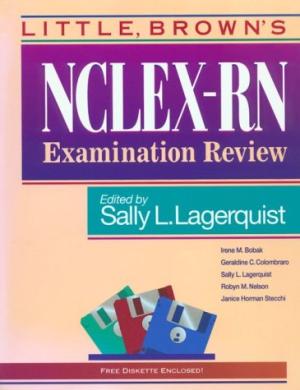 LITTLE, BROWN'S
NCLEX-RN
Examination Review
Edited by
Sally L. Lagerquist
Irene M. Bobak
Geraldine C. Colombraro
Sally L. Lagerquist
Robyn M. Nelson
Janice Horman Stecchi
FREE DISKETTE ENCLOSED!